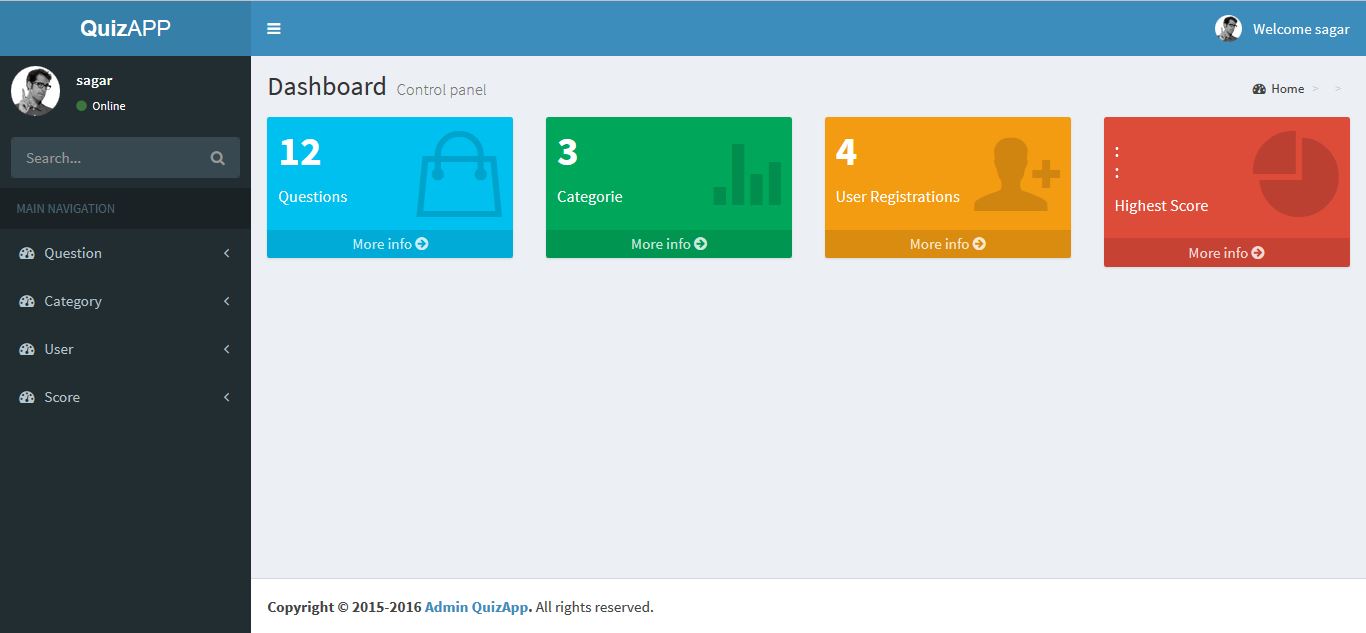 QuizAPP
Welcome sagar
sagar
Online
Search...
MAIN NAVIGATION
Question
Category
User
Score
Dashboard Control panel
Home > >
12
Questions
More info
3
Categorie
More info
4
User Registrations
More info
:
:
Highest Score
More info
Copyright © 2015-2016 Admin QuizApp. All rights reserved.